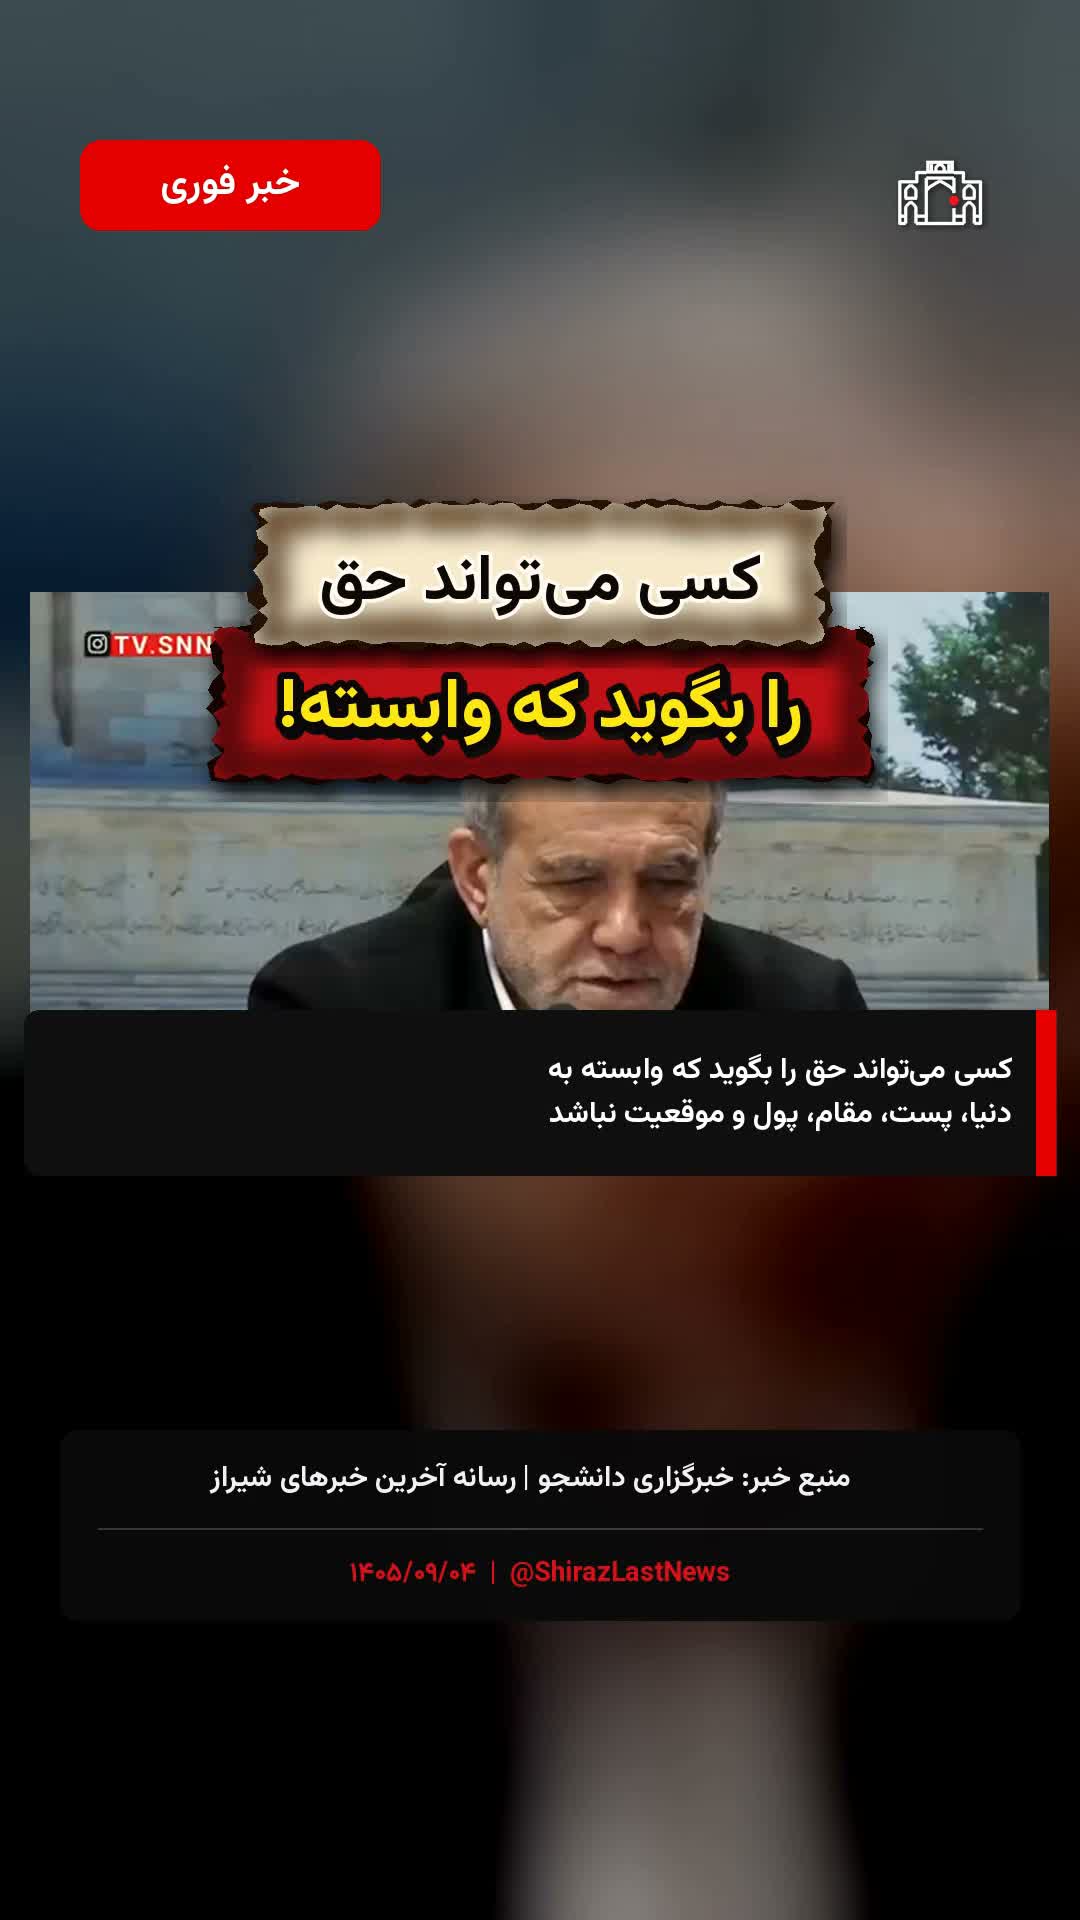 خبر فوری
کسی می‌تواند حق
TV.SNN
را بگوید که وابسته!
کسی می‌تواند حق را بگوید که وابسته به
دنیا، پست، مقام، پول و موقعیت نباشد
منبع خبر: خبرگزاری دانشجو | رسانه آخرین خبرهای شیراز
@ShirazLastNews | ۱۴۰۵/۰۹/۰۴